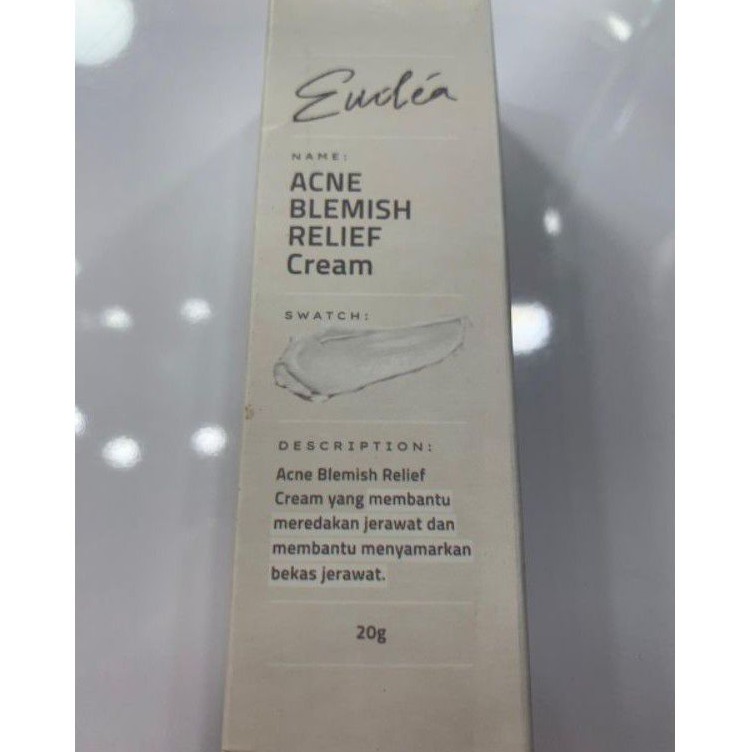 Eudéa
NAME:
ACNE
BLEMISH
RELIEF
Cream
SWATCH:
DESCRIPTION:
Acne Blemish Relief
Cream yang membantu
meredakan jerawat dan
membantu menyamarkan
bekas jerawat.
20g